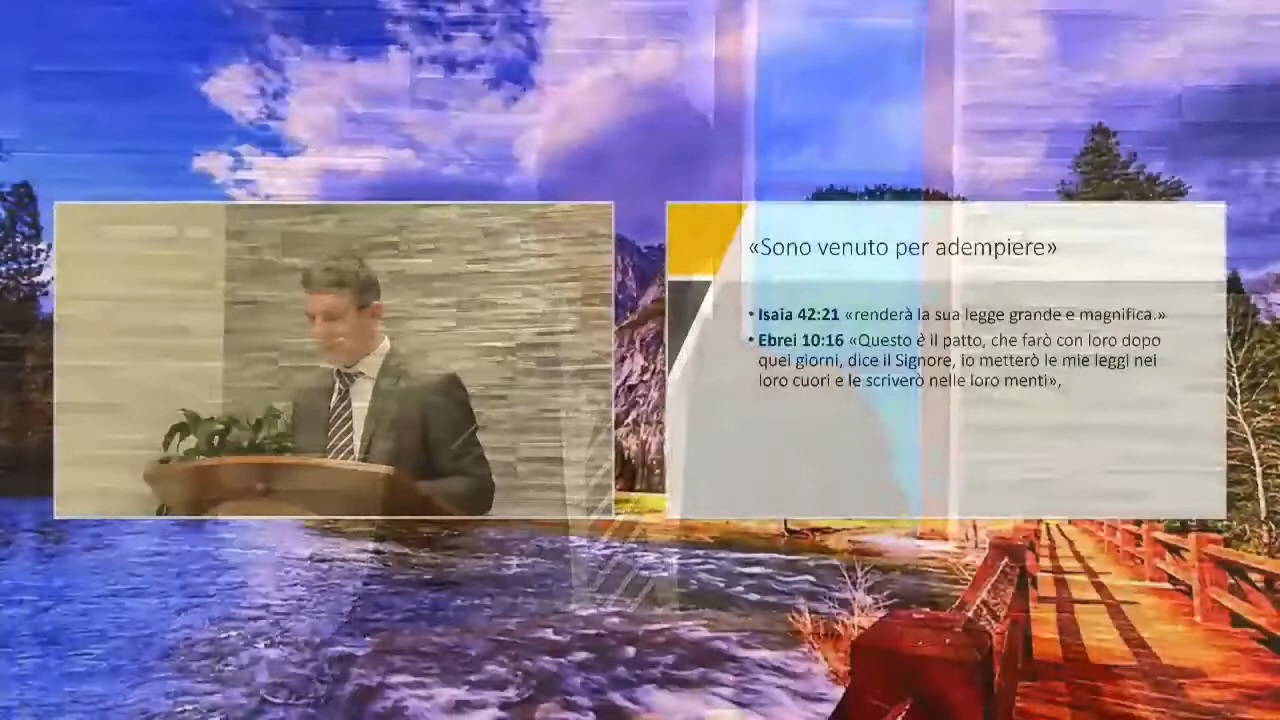 «Sono venuto per adempiere»
• Isaia 42:21 «renderà la sua legge grande e magnifica.»
• Ebrei 10:16 «Questo è il patto, che farò con loro dopo
quei giorni, dice il Signore, io metterò le mie leggi nei
loro cuori e le scriverò nelle loro menti»,